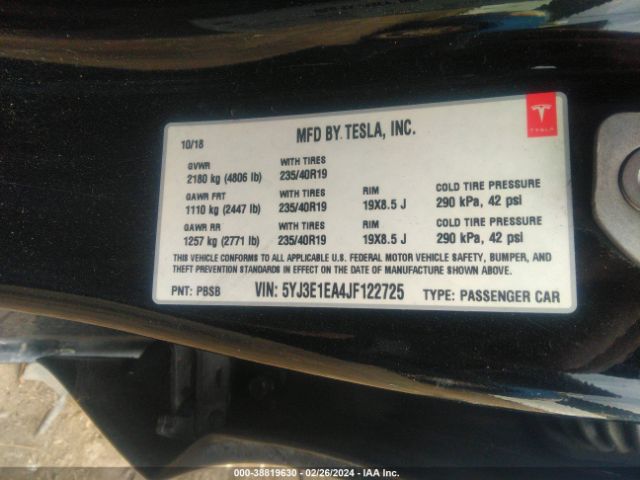 10/18
MFD BY TESLA, INC.
TESLA
GVWR WITH TIRES
2180 kg (4806 lb) 235/40R19
GAWR FRT WITH TIRES RIM COLD TIRE PRESSURE
1110 kg (2447 lb) 235/40R19 19X8.5 J 290 kPa, 42 psi
GAWR RR WITH TIRES RIM COLD TIRE PRESSURE
1257 kg (2771 lb) 235/40R19 19X8.5 J 290 kPa, 42 psi
THIS VEHICLE CONFORMS TO ALL APPLICABLE U.S. FEDERAL MOTOR VEHICLE SAFETY, BUMPER, AND
THEFT PREVENTION STANDARDS IN EFFECT ON THE DATE OF MANUFACTURE SHOWN ABOVE.
PNT: PBSB VIN: 5YJ3E1EA4JF122725 TYPE: PASSENGER CAR
000-38819630 - 02/26/2024 - IAA Inc.